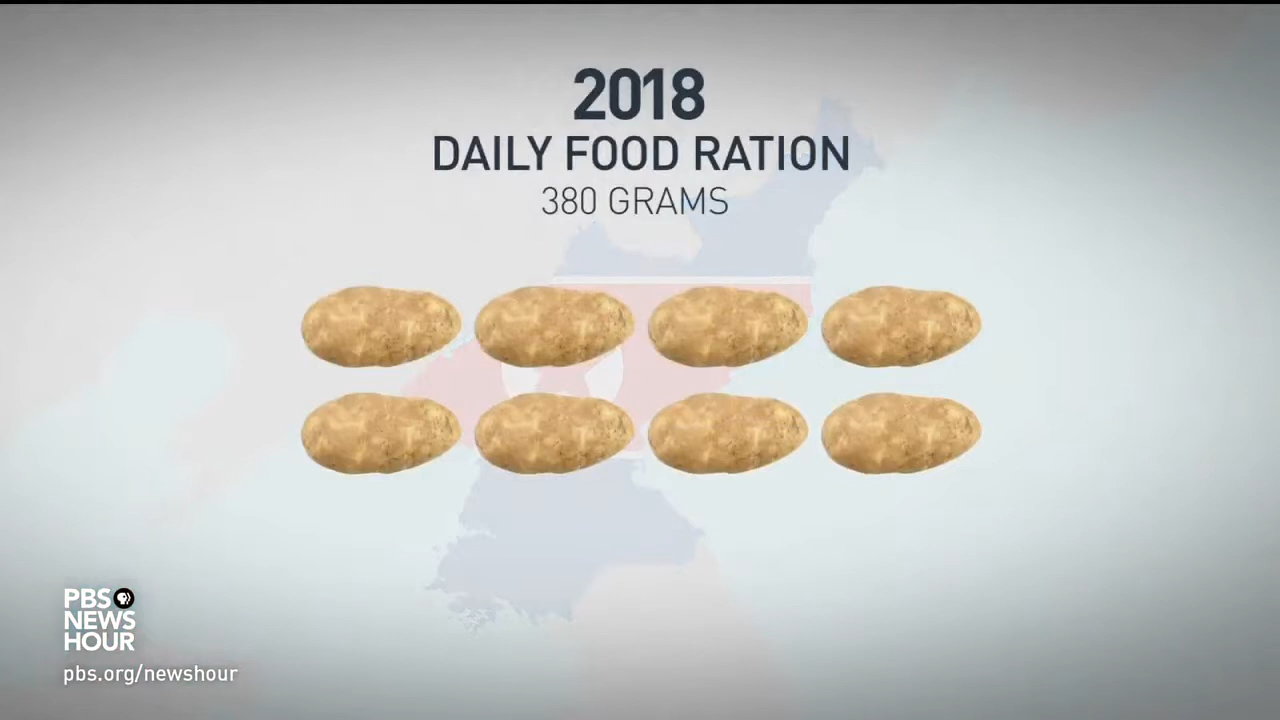 2018
DAILY FOOD RATION
380 GRAMS
PBS
NEWS
HOUR
pbs.org/newshour